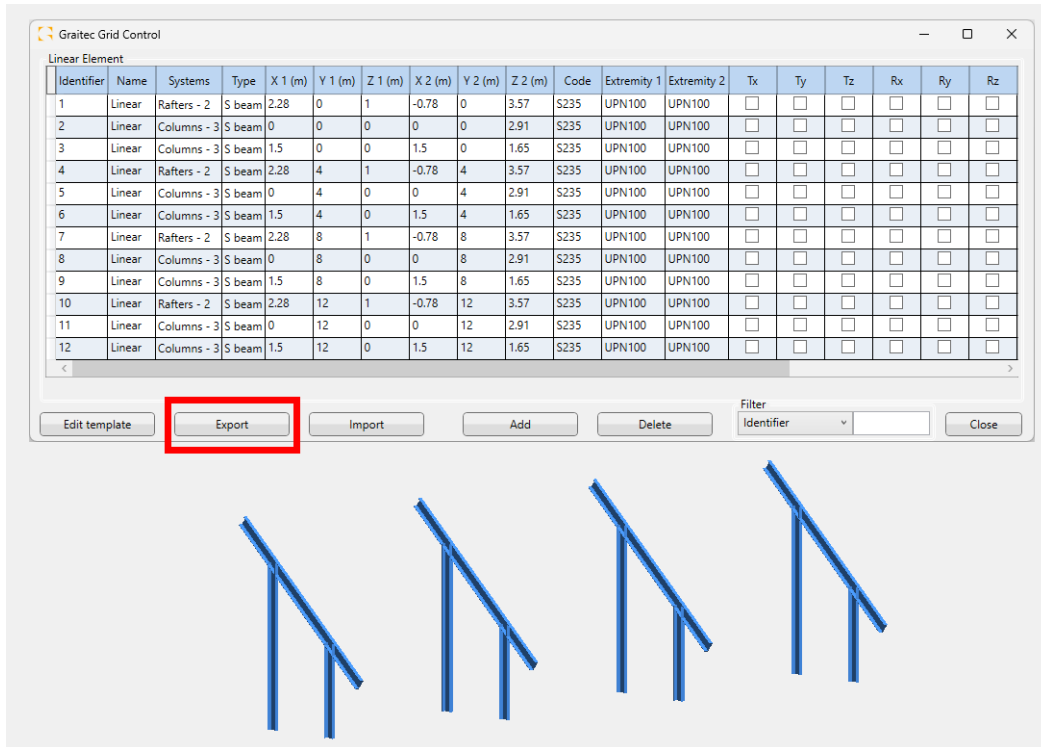 Graitec Grid Control
Linear Element
Identifier Name Systems Type X 1 (m) Y 1 (m) Z 1 (m) X 2 (m) Y 2 (m) Z 2 (m) Code Extremity 1 Extremity 2 Tx Ty Tz Rx Ry Rz
1 Linear Rafters - 2 S beam 2.28 0 1 -0.78 0 3.57 S235 UPN100 UPN100
2 Linear Columns - 3 S beam 0 0 0 0 0 2.91 S235 UPN100 UPN100
3 Linear Columns - 3 S beam 1.5 0 0 1.5 0 1.65 S235 UPN100 UPN100
4 Linear Rafters - 2 S beam 2.28 4 1 -0.78 4 3.57 S235 UPN100 UPN100
5 Linear Columns - 3 S beam 0 4 0 0 4 2.91 S235 UPN100 UPN100
6 Linear Columns - 3 S beam 1.5 4 0 1.5 4 1.65 S235 UPN100 UPN100
7 Linear Rafters - 2 S beam 2.28 8 1 -0.78 8 3.57 S235 UPN100 UPN100
8 Linear Columns - 3 S beam 0 8 0 0 8 2.91 S235 UPN100 UPN100
9 Linear Columns - 3 S beam 1.5 8 0 1.5 8 1.65 S235 UPN100 UPN100
10 Linear Rafters - 2 S beam 2.28 12 1 -0.78 12 3.57 S235 UPN100 UPN100
11 Linear Columns - 3 S beam 0 12 0 0 12 2.91 S235 UPN100 UPN100
12 Linear Columns - 3 S beam 1.5 12 0 1.5 12 1.65 S235 UPN100 UPN100
Filter
Edit template Export Import Add Delete Identifier Close